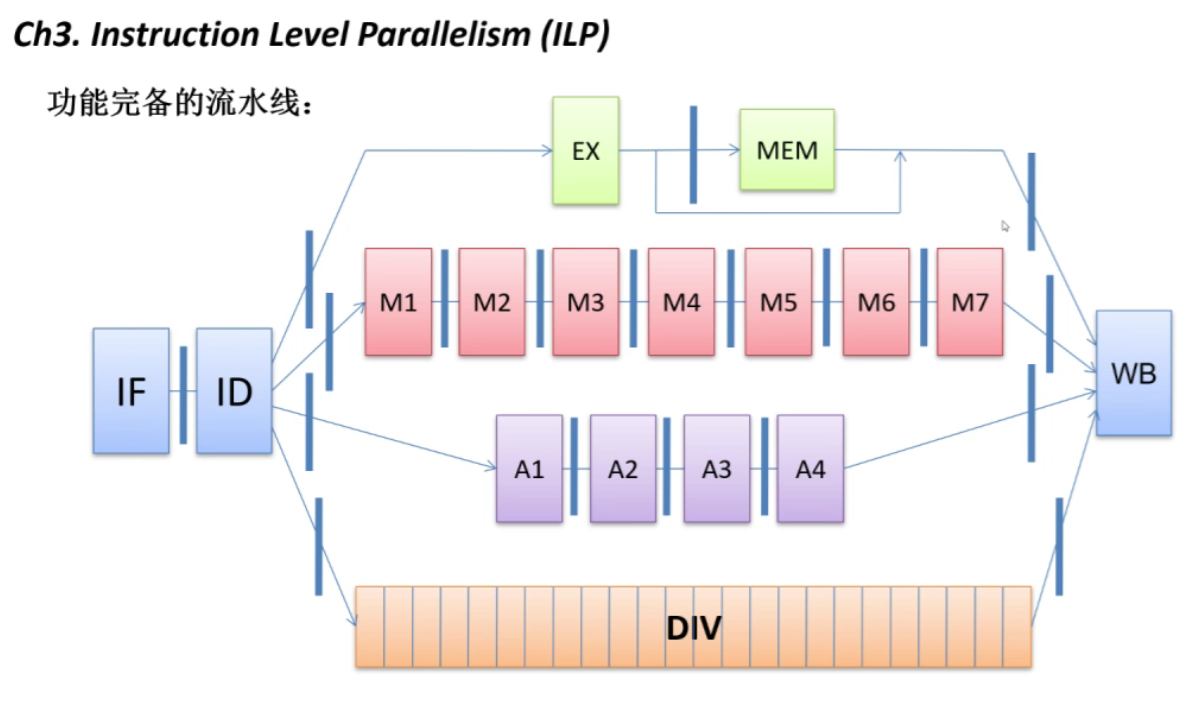 Ch3. Instruction Level Parallelism (ILP)
功能完备的流水线：
EX
MEM
M1 M2 M3 M4 M5 M6 M7
IF ID
WB
A1 A2 A3 A4
DIV